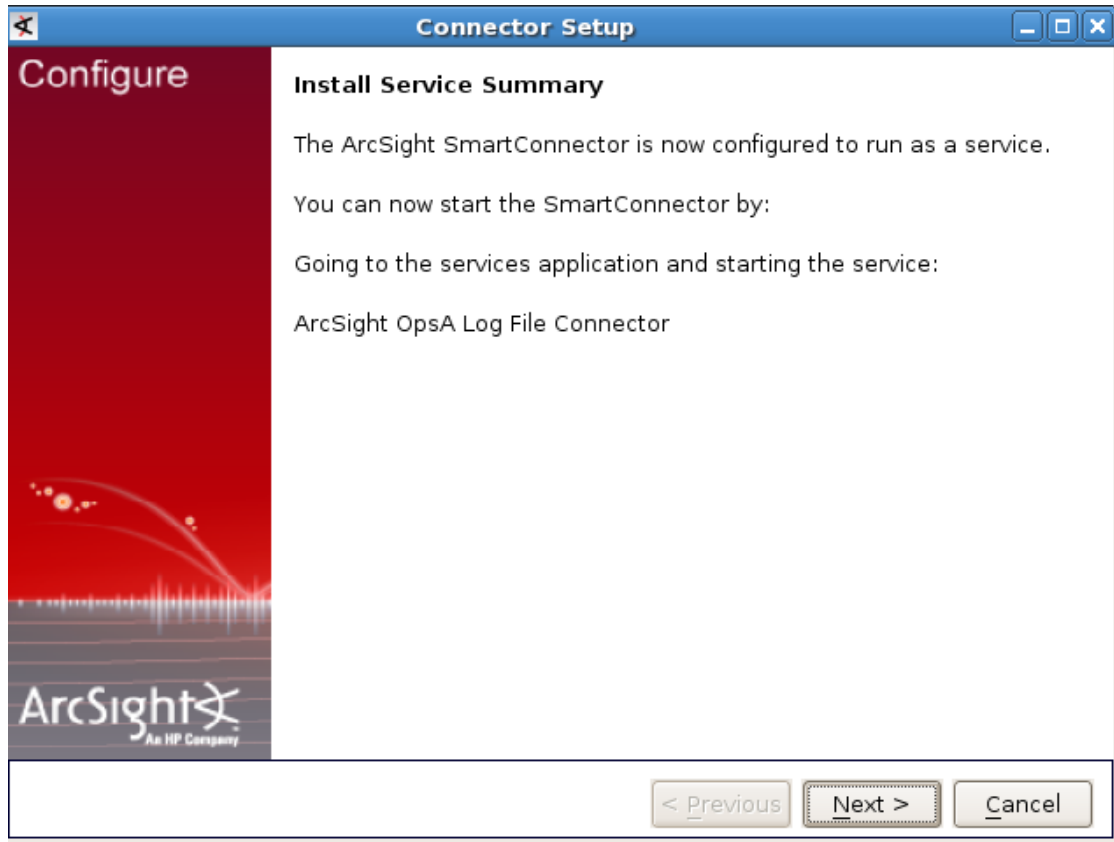 Connector Setup
Configure
Install Service Summary
The ArcSight SmartConnector is now configured to run as a service.
You can now start the SmartConnector by:
Going to the services application and starting the service:
ArcSight OpsA Log File Connector
ArcSight
An HP Company
< Previous Next > Cancel